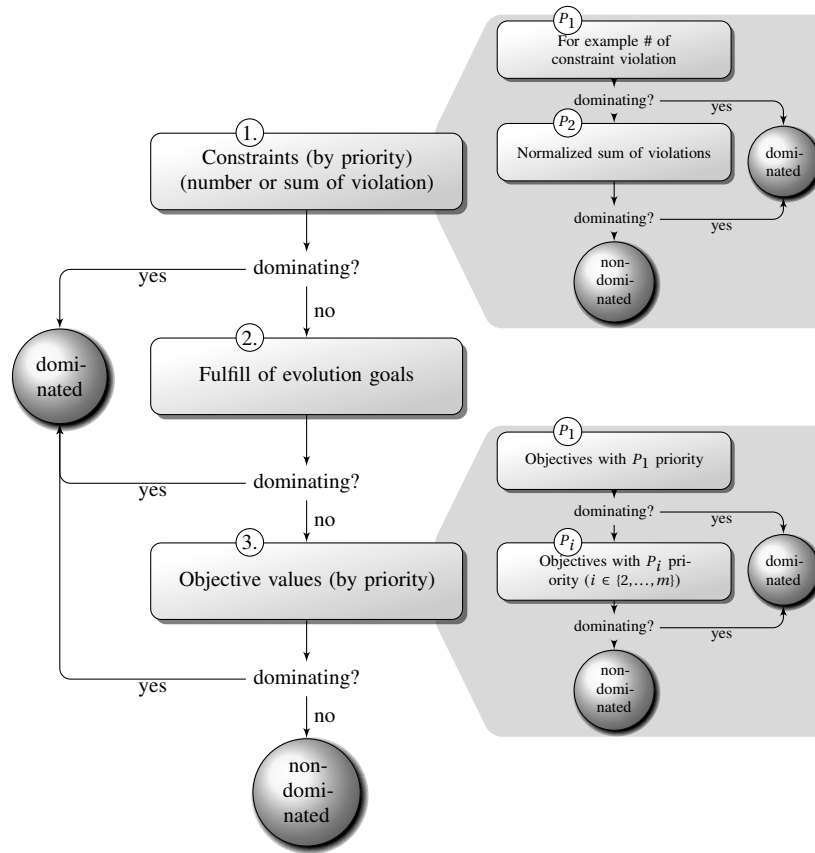 1.
Constraints (by priority)
(number or sum of violation)
dominating?
yes
no
domi-
nated
2.
Fulfill of evolution goals
dominating?
yes
no
3.
Objective values (by priority)
dominating?
yes
no
non-
domi-
nated
P1
For example # of
constraint violation
dominating?
yes
P2
Normalized sum of violations
domi-
nated
dominating?
yes
non-
domi-
nated
P1
Objectives with P1 priority
dominating?
yes
Pi
Objectives with Pi pri-
ority (i ∈ {2,...,m})
domi-
nated
dominating?
yes
non-
domi-
nated